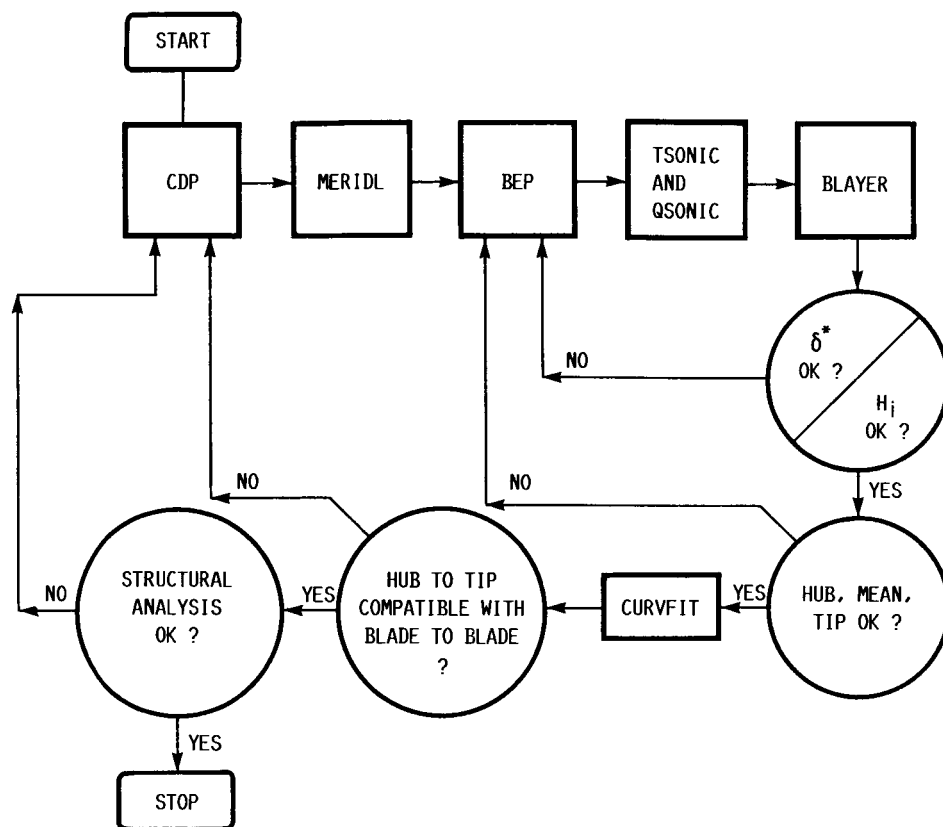 START
CDP
MERIDL
BEP
TSONIC
AND
QSONIC
BLAYER
δ*
OK ?
Hi
OK ?
NO
YES
HUB, MEAN,
TIP OK ?
NO
YES
CURVFIT
HUB TO TIP
COMPATIBLE WITH
BLADE TO BLADE
?
NO
YES
STRUCTURAL
ANALYSIS
OK ?
NO
YES
STOP